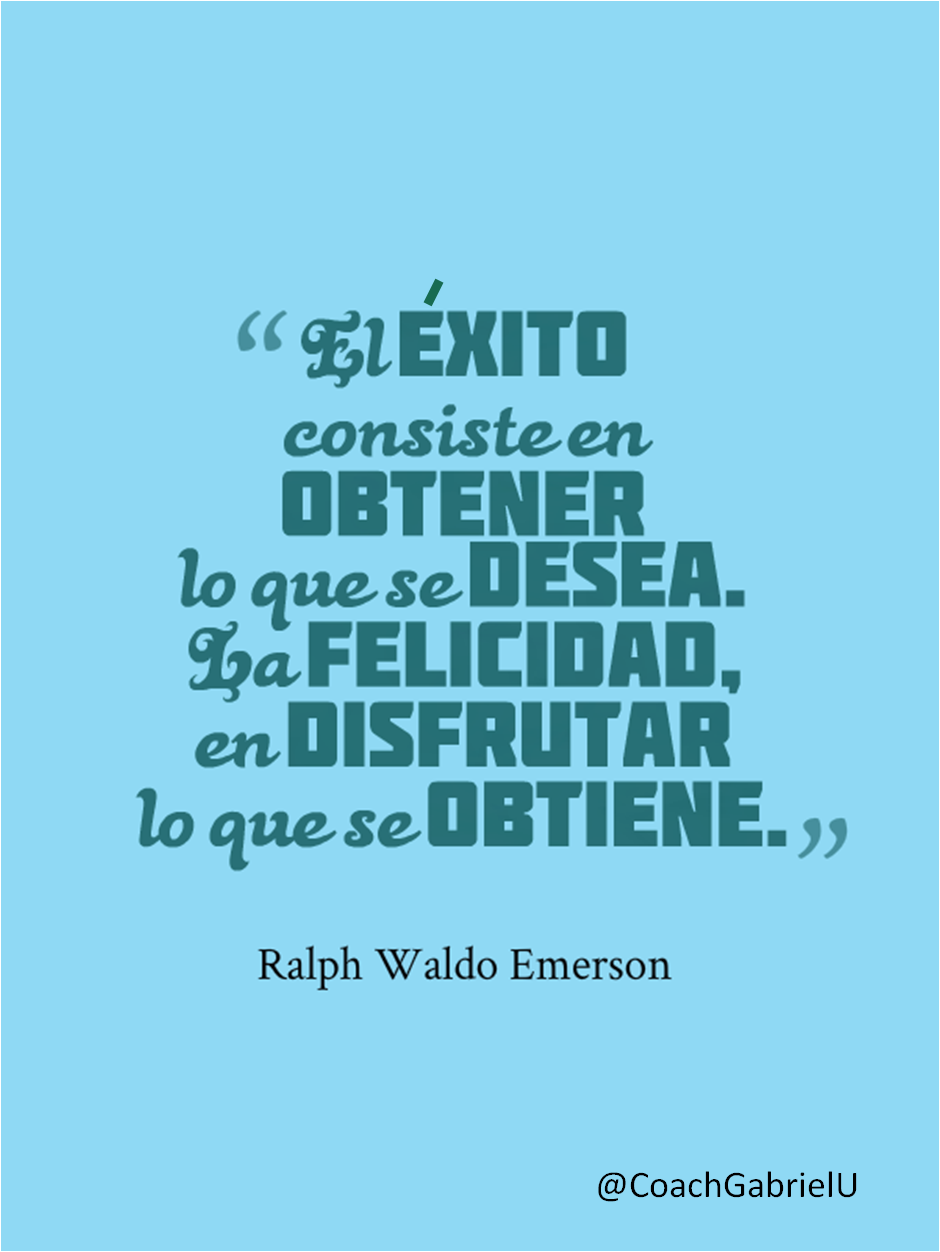 “El ÉXITO
consiste en
OBTENER
lo que se DESEA.
La FELICIDAD,
en DISFRUTAR
lo que se OBTIENE.”
Ralph Waldo Emerson
@CoachGabrielU